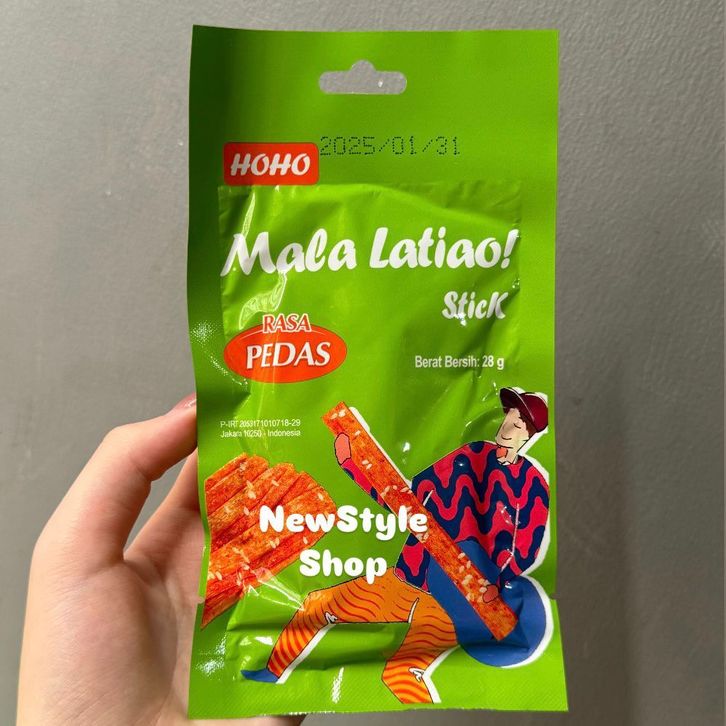 2025/01/31
HOHO
Mala Latiao!
Stick
RASA
PEDAS
Berat Bersih: 28 g
P-IRT 2053171010718-29
Jakara 10250 - Indonesia
NewStyle
Shop